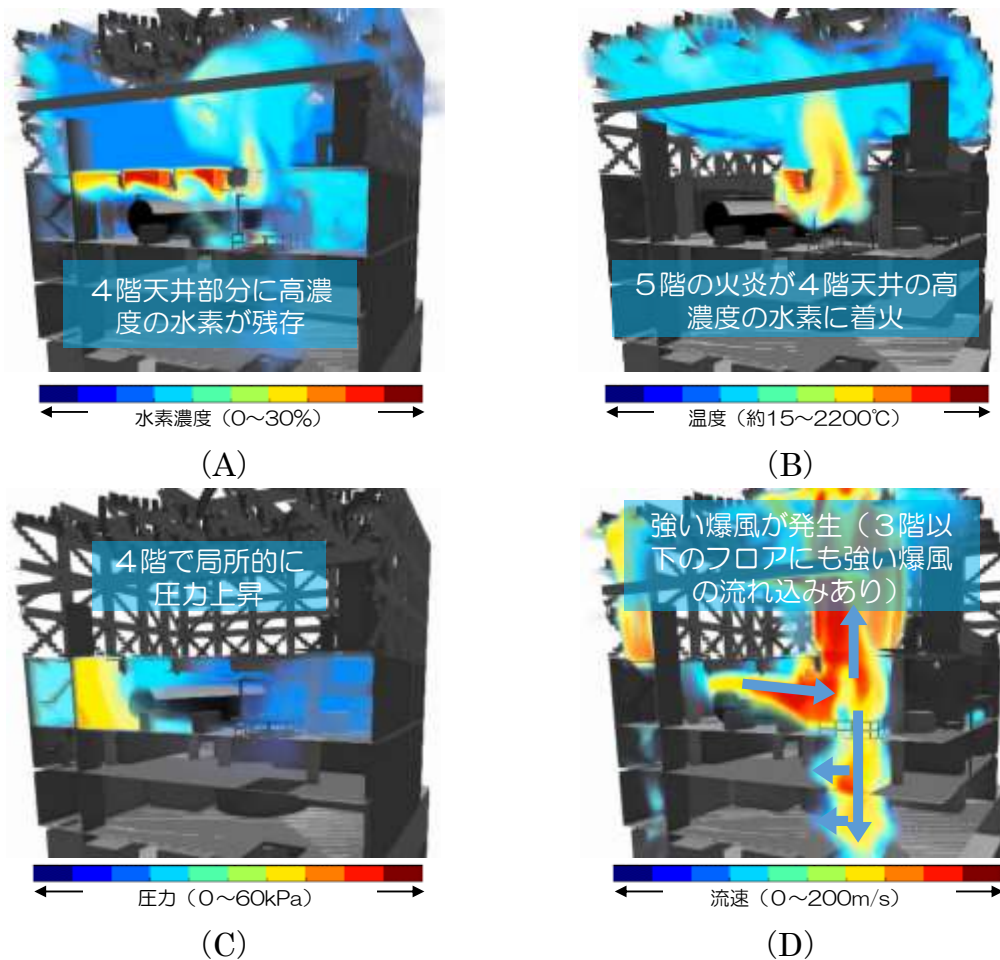 ４階天井部分に高濃
度の水素が残存
５階の火炎が４階天井の高
濃度の水素に着火
水素濃度（0～30%）
温度（約15～2200℃）
(A)
(B)
４階で局所的に
圧力上昇
強い爆風が発生（３階以
下のフロアにも強い爆風
の流れ込みあり）
圧力（０～60kPa）
流速（０～200m/s）
(C)
(D)